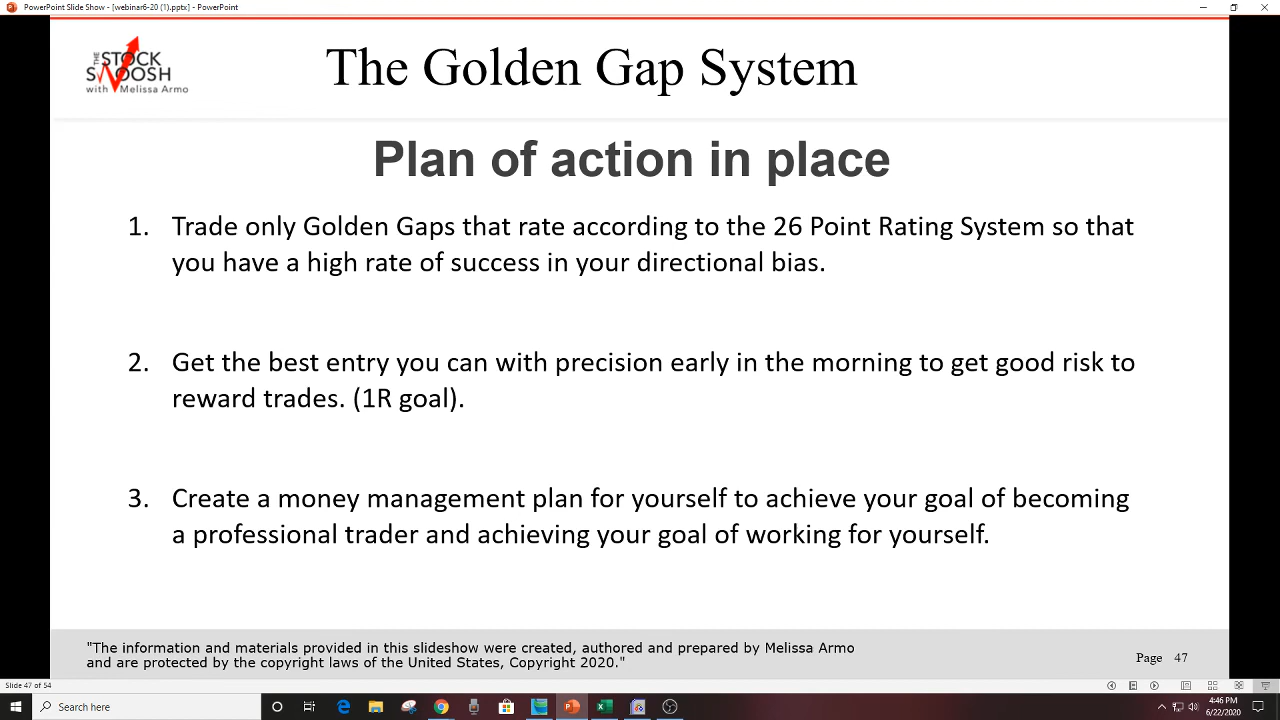 PowerPoint Slide Show - [webinar6-20 (1).pptx] - PowerPoint
THE
STOCK
SWOOSH
with Melissa Armo
The Golden Gap System
Plan of action in place
1. Trade only Golden Gaps that rate according to the 26 Point Rating System so that
you have a high rate of success in your directional bias.
2. Get the best entry you can with precision early in the morning to get good risk to
reward trades. (1R goal).
3. Create a money management plan for yourself to achieve your goal of becoming
a professional trader and achieving your goal of working for yourself.
"The information and materials provided in this slideshow were created, authored and prepared by Melissa Armo
and are protected by the copyright laws of the United States, Copyright 2020."
Page 47
Slide 47 of 54
Search here
4:46 PM
6/22/2020